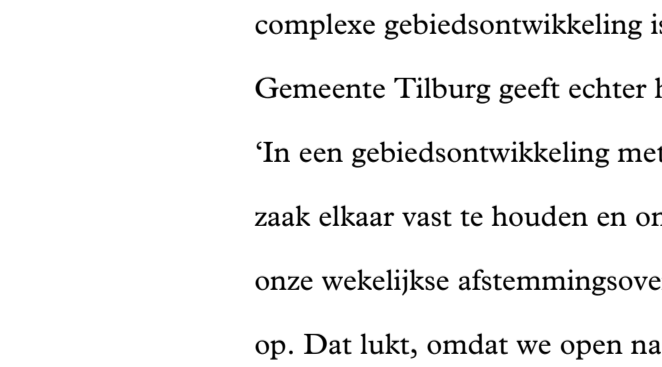 complexe gebiedsontwikkeling
Gemeente Tilburg geeft echter
‘In een gebiedsontwikkeling met
zaak elkaar vast te houden en
onze wekelijkse
op. Dat lukt, omdat we open